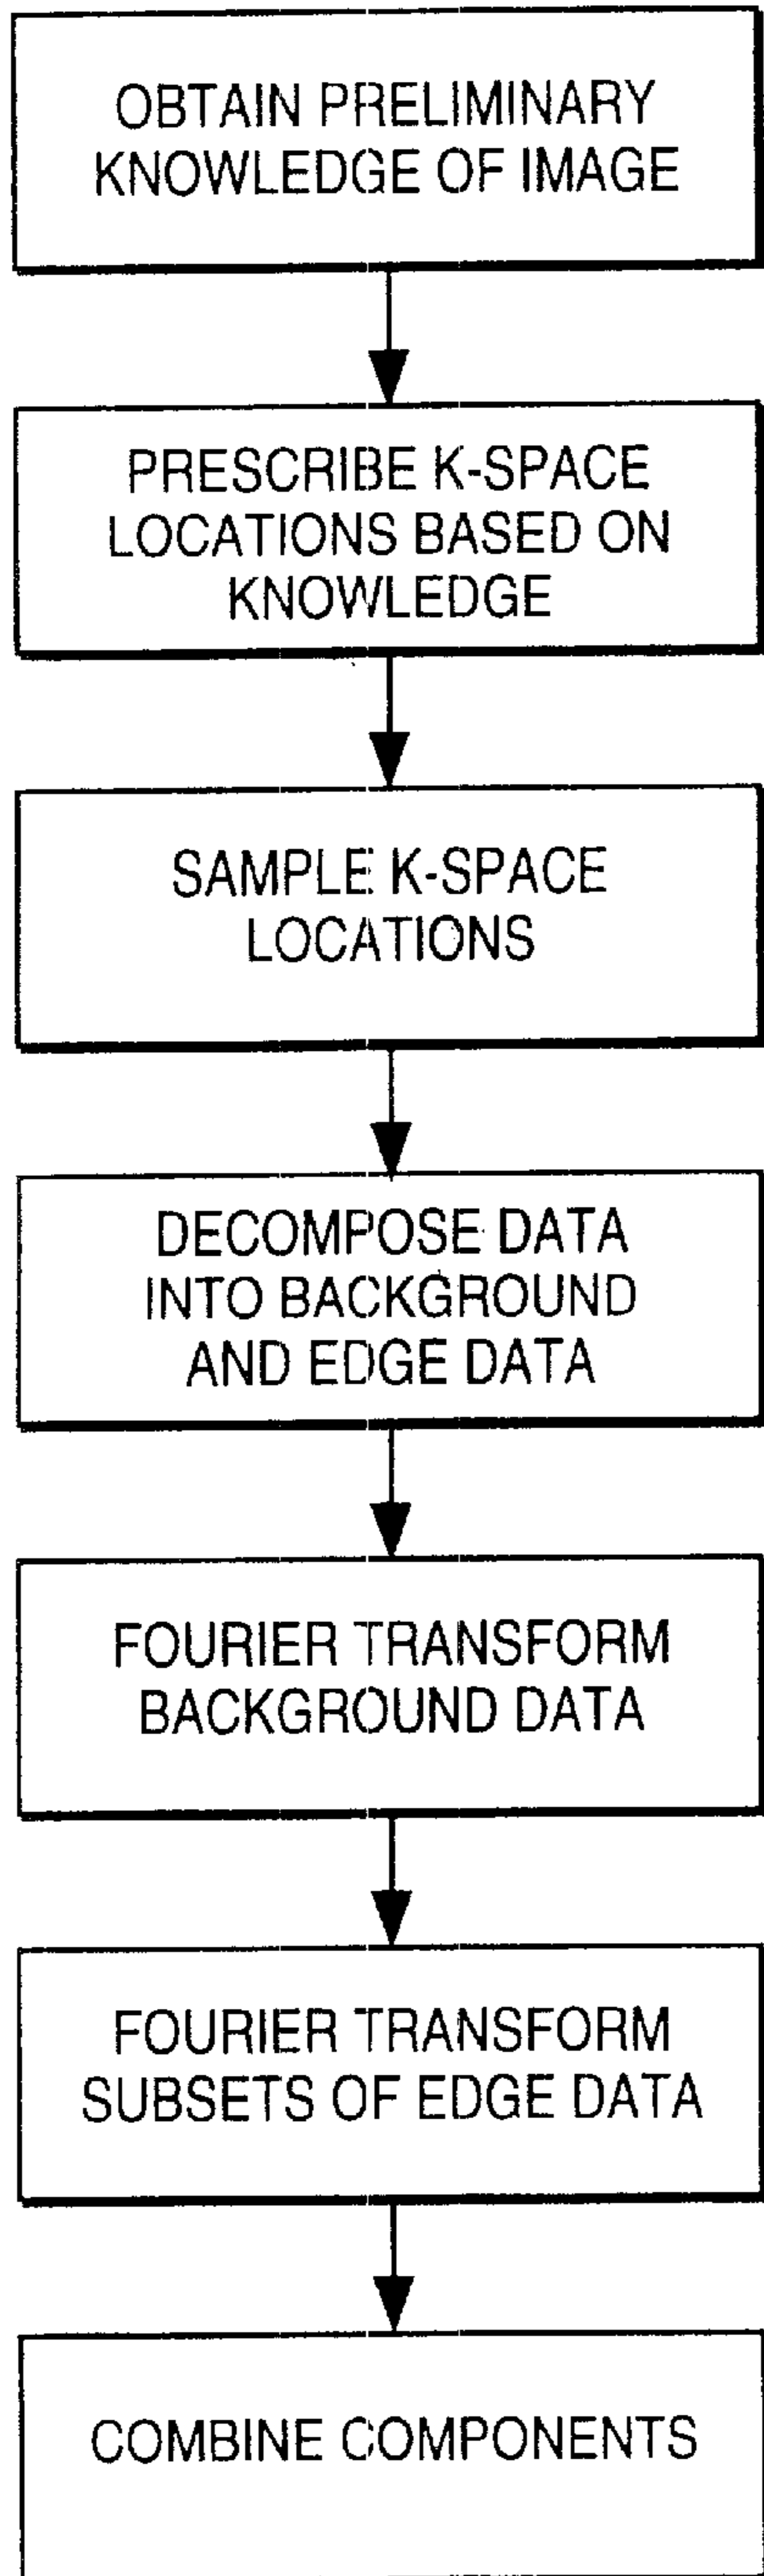 OBTAIN PRELIMINARY
KNOWLEDGE OF IMAGE
PRESCRIBE K-SPACE
LOCATIONS BASED ON
KNOWLEDGE
SAMPLE K-SPACE
LOCATIONS
DECOMPOSE DATA
INTO BACKGROUND
AND EDGE DATA
FOURIER TRANSFORM
BACKGROUND DATA
FOURIER TRANSFORM
SUBSETS OF EDGE DATA
COMBINE COMPONENTS